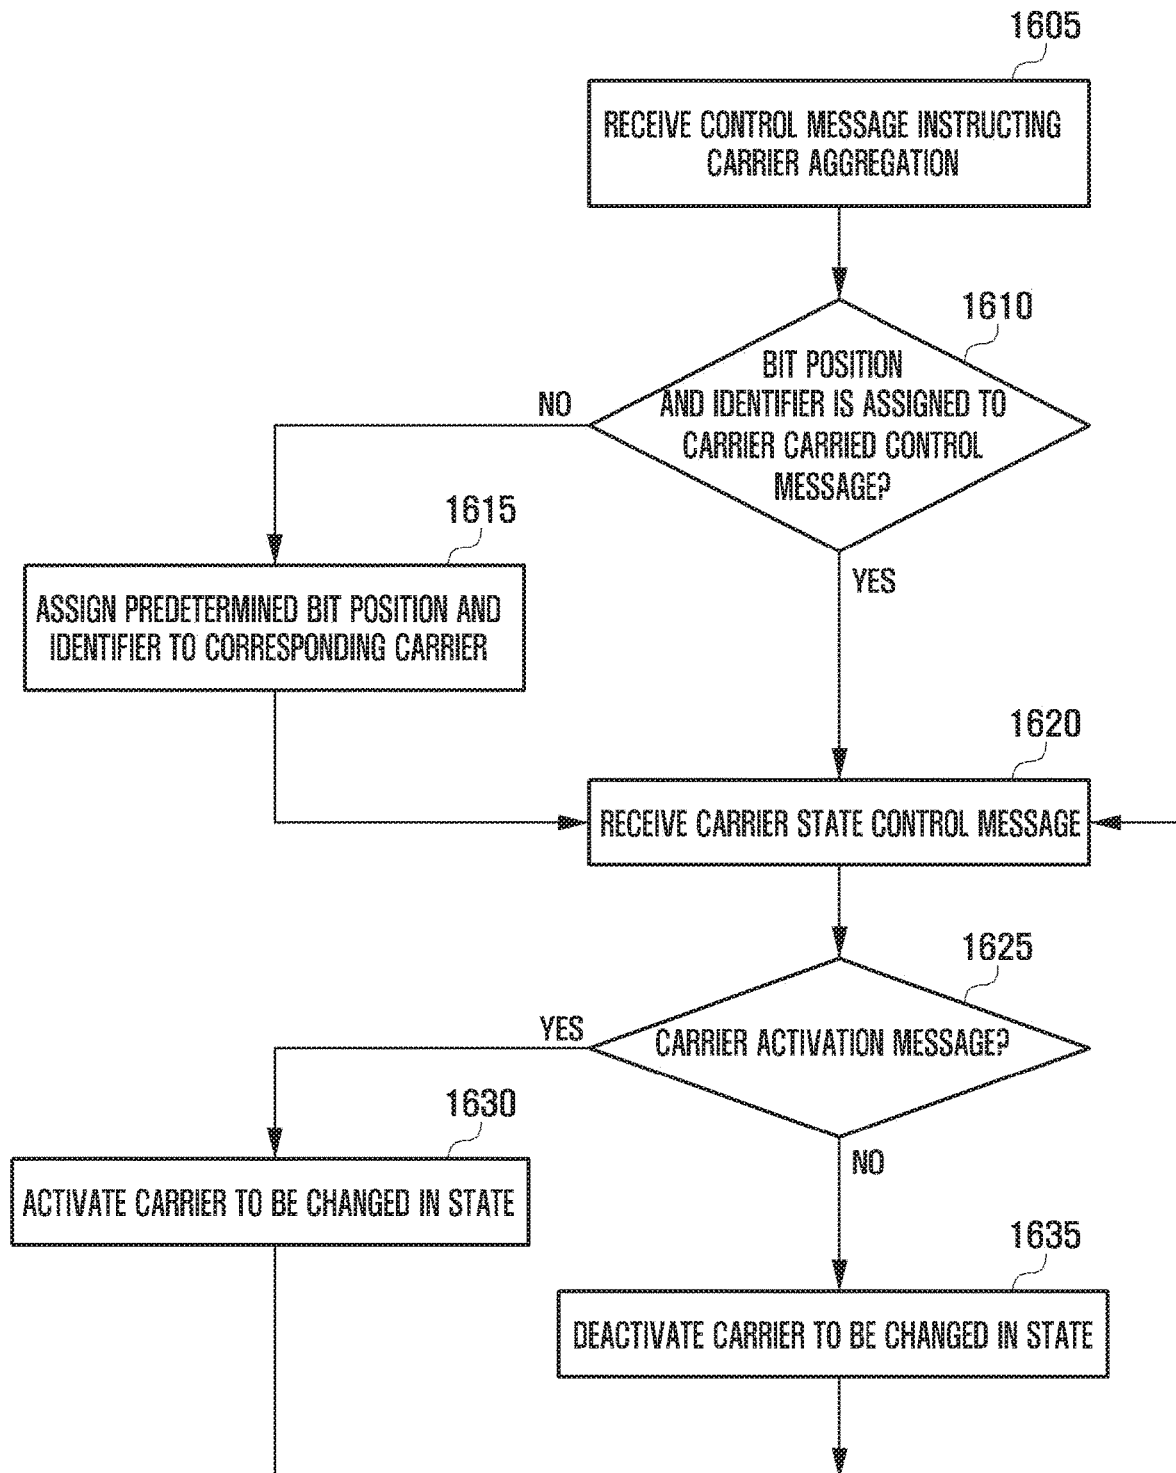 1605
RECEIVE CONTROL MESSAGE INSTRUCTING
CARRIER AGGREGATION
1610
BIT POSITION
AND IDENTIFIER IS ASSIGNED TO
CARRIER CARRIED CONTROL
MESSAGE?
NO
YES
1615
ASSIGN PREDETERMINED BIT POSITION AND
IDENTIFIER TO CORRESPONDING CARRIER
1620
RECEIVE CARRIER STATE CONTROL MESSAGE
1625
CARRIER ACTIVATION MESSAGE?
YES
NO
1630
ACTIVATE CARRIER TO BE CHANGED IN STATE
1635
DEACTIVATE CARRIER TO BE CHANGED IN STATE